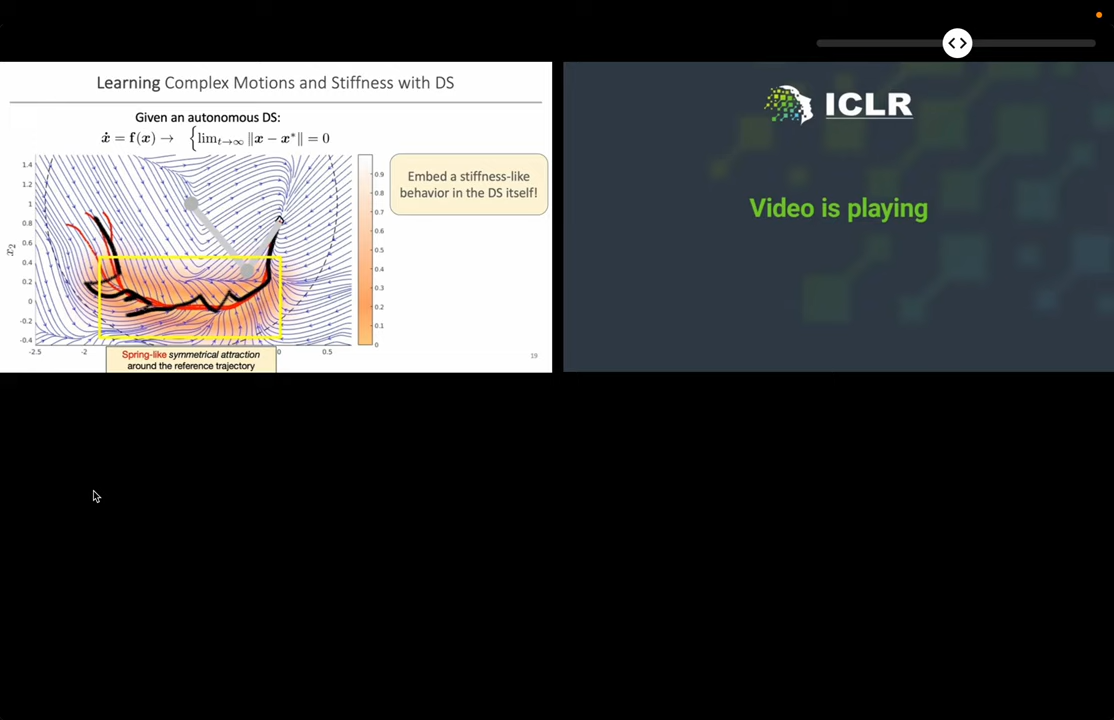 Learning Complex Motions and Stiffness with DS
Given an autonomous DS:
ẋ = f(x) → { lim_{t→∞} ‖x − x*‖ = 0
Embed a stiffness-like
behavior in the DS itself!
1.4
1.2
1
0.8
0.6
0.4
0.2
0
-0.2
-0.4
x₂
-2.5
-2
0
0.5
0.9
0.8
0.7
0.6
0.5
0.4
0.3
0.2
0.1
0
Spring-like symmetrical attraction
around the reference trajectory
19
ICLR
Video is playing